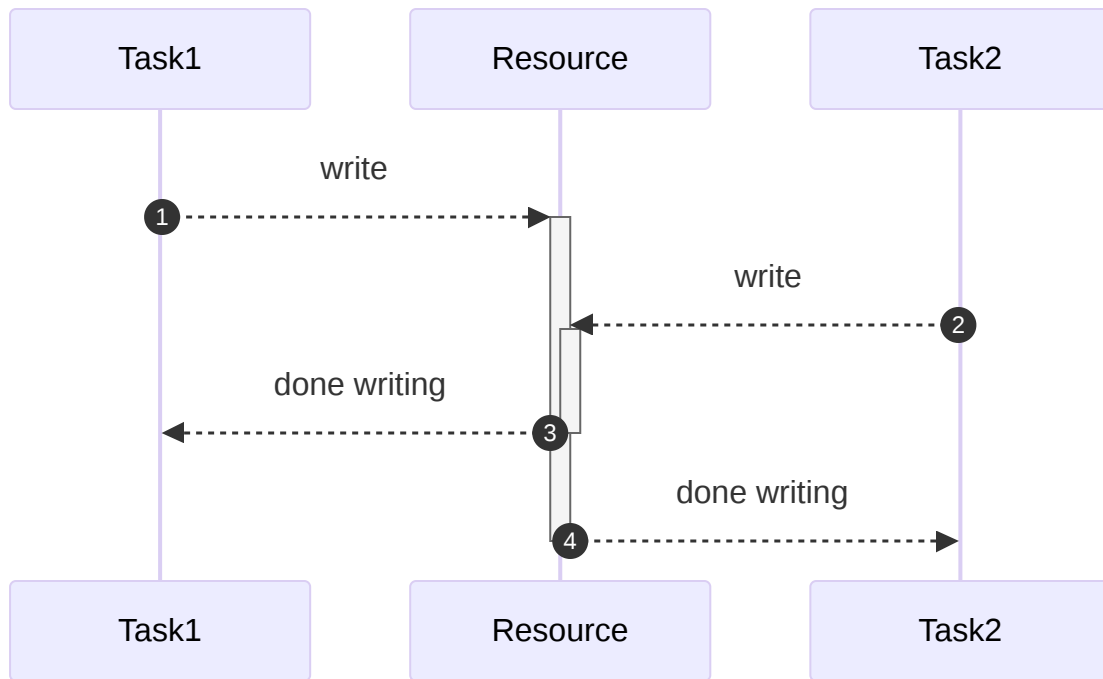 Task1
Resource
Task2
write
1
write
2
done writing
3
done writing
4
Task1
Resource
Task2